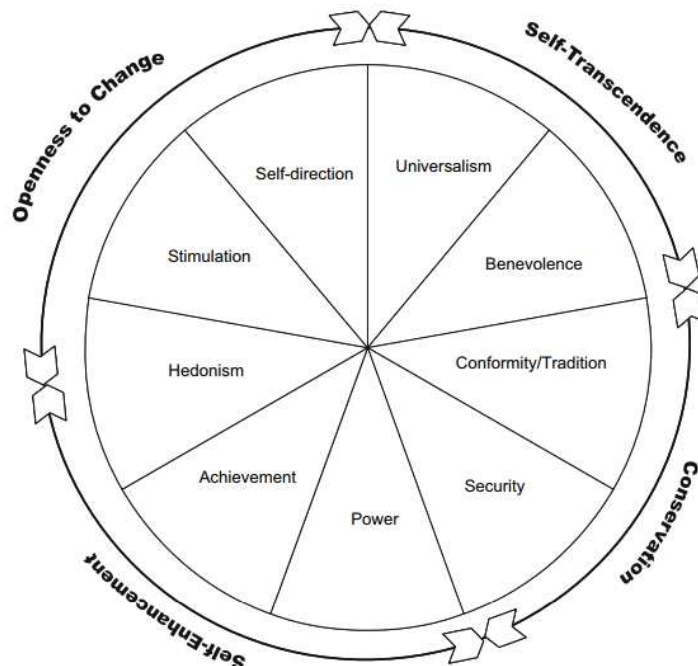 Openness to Change
Self-Transcendence
Self-direction
Universalism
Stimulation
Benevolence
Hedonism
Conformity/Tradition
Achievement
Security
Power
Self-Enhancement
Conservation